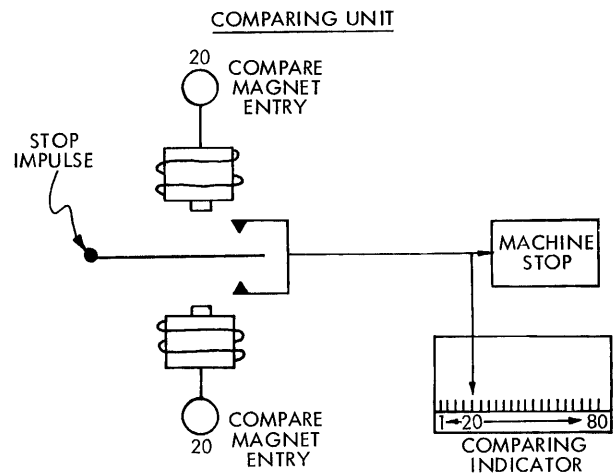 COMPARING UNIT
20
COMPARE
MAGNET
ENTRY
STOP
IMPULSE
MACHINE
STOP
1 20 80
COMPARING
INDICATOR
20
COMPARE
MAGNET
ENTRY